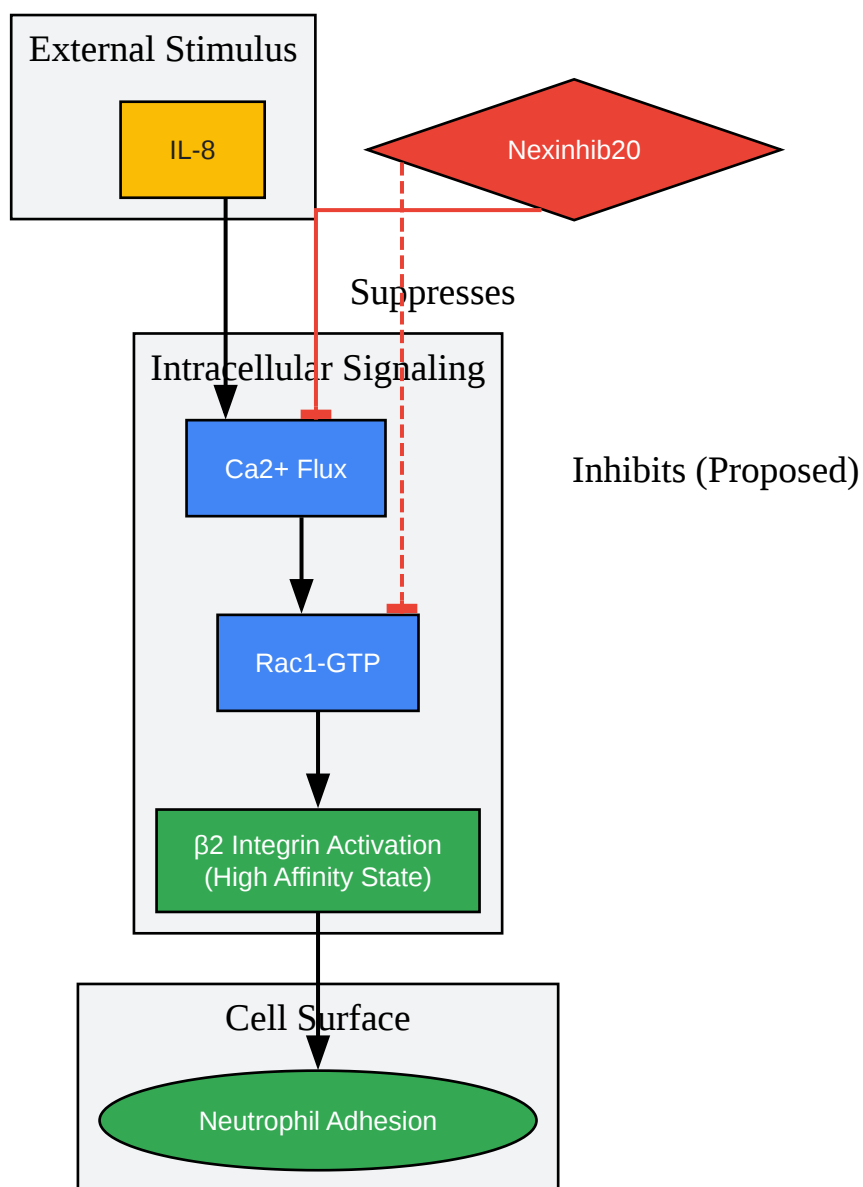 External Stimulus
IL-8
Nexinhib20
Suppresses
Intracellular Signaling
Ca2+ Flux
Inhibits (Proposed)
Rac1-GTP
β2 Integrin Activation
(High Affinity State)
Cell Surface
Neutrophil Adhesion